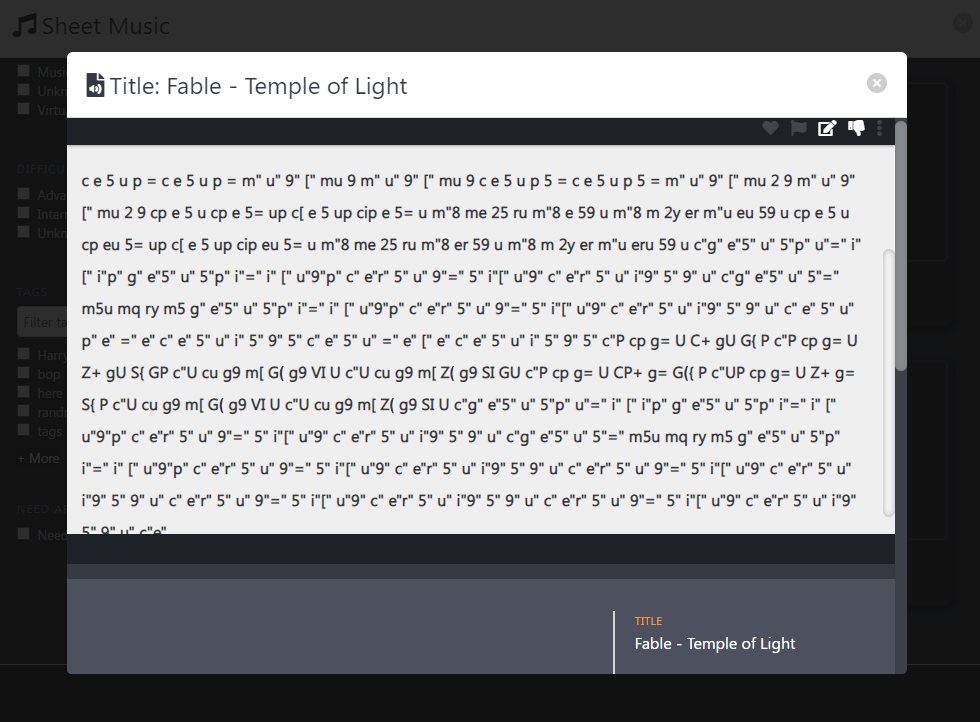 Sheet Music
Title: Fable - Temple of Light
Virtu
DIFFICU
Adva
Inter
Unkn
TAGS
Filter ta
Harry
bop
here
rand
tags
+ More
NEED A
Need
c e 5 u p = c e 5 u p = m" u" 9" [" mu 9 m" u" 9" [" mu 9 c e 5 u p 5 = c e 5 u p 5 = m" u" 9" [" mu 2 9 m" u" 9"
[" mu 2 9 cp e 5 u cp e 5= up c[ e 5 up cip e 5= u m"8 me 25 ru m"8 e 59 u m"8 m 2y er m"u eu 59 u cp e 5 u
cp eu 5= up c[ e 5 up cip eu 5= u m"8 me 25 ru m"8 er 59 u m"8 m 2y er m"u eru 59 u c"g" e"5" u" 5"p" u"=" i"
[" i"p" g" e"5" u" 5"p" i"=" i" [" u"9"p" c" e"r" 5" u" 9"=" 5" i"[" u"9" c" e"r" 5" u" i"9" 5" 9" u" c"g" e"5" u" 5"="
m5u mq ry m5 g" e"5" u" 5"p" i"=" i" [" u"9"p" c" e"r" 5" u" 9"=" 5" i"[" u"9" c" e"r" 5" u" i"9" 5" 9" u" c" e" 5" u"
p" e" =" e" c" e" 5" u" i" 5" 9" 5" c" e" 5" u" =" e" [" e" c" e" 5" u" i" 5" 9" 5" c"P cp g= U C+ gU G{ P c"P cp g= U
Z+ gU S{ GP c"U cu g9 m[ G( g9 VI U c"U cu g9 m[ Z( g9 SI GU c"P cp g= U CP+ g= G({ P c"UP cp g= U Z+ g=
S{ P c"U cu g9 m[ G( g9 VI U c"U cu g9 m[ Z( g9 SI U c"g" e"5" u" 5"p" u"=" i" [" i"p" g" e"5" u" 5"p" i"=" i" ["
u"9"p" c" e"r" 5" u" 9"=" 5" i"[" u"9" c" e"r" 5" u" i"9" 5" 9" u" c"g" e"5" u" 5"=" m5u mq ry m5 g" e"5" u" 5"p"
i"=" i" [" u"9"p" c" e"r" 5" u" 9"=" 5" i"[" u"9" c" e"r" 5" u" i"9" 5" 9" u" c" e"r" 5" u" 9"=" 5" i"[" u"9" c" e"r" 5" u"
i"9" 5" 9" u" c" e"r" 5" u" 9"=" 5" i"[" u"9" c" e"r" 5" u" i"9" 5" 9" u" c" e"r" 5" u" 9"=" 5" i"[" u"9" c" e"r" 5" u" i"9"
5" 9" u" c"e"
TITLE
Fable - Temple of Light